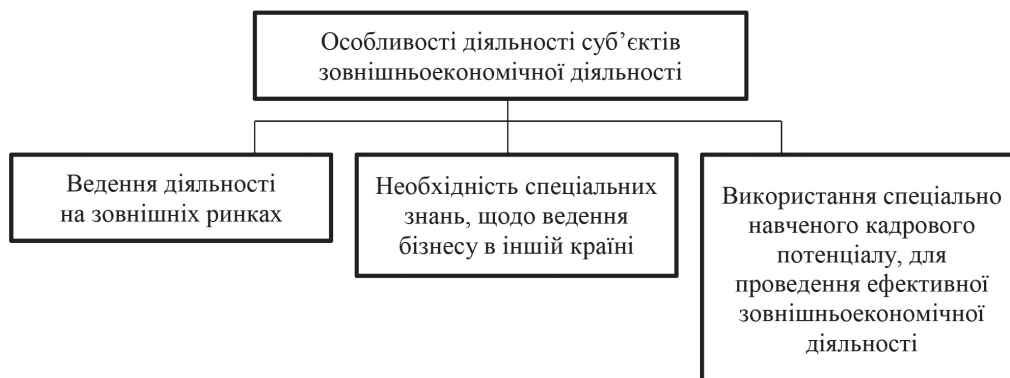 Особливості діяльності суб’єктів
зовнішньоекономічної діяльності
Ведення діяльності
на зовнішніх ринках
Необхідність спеціальних
знань, щодо ведення
бізнесу в іншій країні
Використання спеціально
навченого кадрового
потенціалу, для
проведення ефективної
зовнішньоекономічної
діяльності